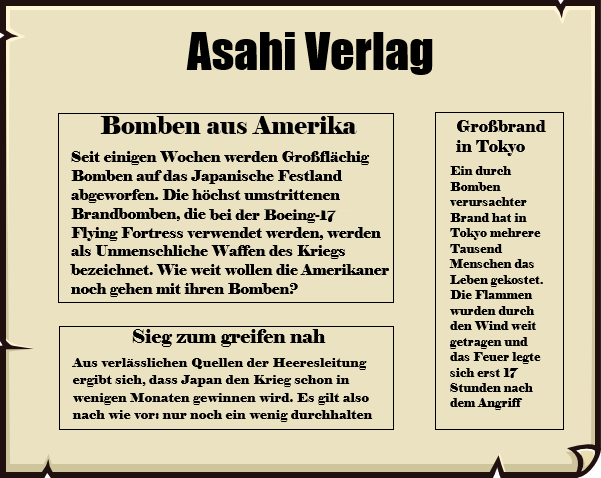 Asahi Verlag
Bomben aus Amerika
Seit einigen Wochen werden Großflächig
Bomben auf das Japanische Festland
abgeworfen. Die höchst umstrittenen
Brandbomben, die bei der Boeing-17
Flying Fortress verwendet werden, werden
als Unmenschliche Waffen des Kriegs
bezeichnet. Wie weit wollen die Amerikaner
noch gehen mit ihren Bomben?
Sieg zum greifen nah
Aus verlässlichen Quellen der Heeresleitung
ergibt sich, dass Japan den Krieg schon in
wenigen Monaten gewinnen wird. Es gilt also
nach wie vor: nur noch ein wenig durchhalten
Großbrand
in Tokyo
Ein durch
Bomben
verursachter
Brand hat in
Tokyo mehrere
Tausend
Menschen das
Leben gekostet.
Die Flammen
wurden durch
den Wind weit
getragen und
das Feuer legte
sich erst 17
Stunden nach
dem Angriff